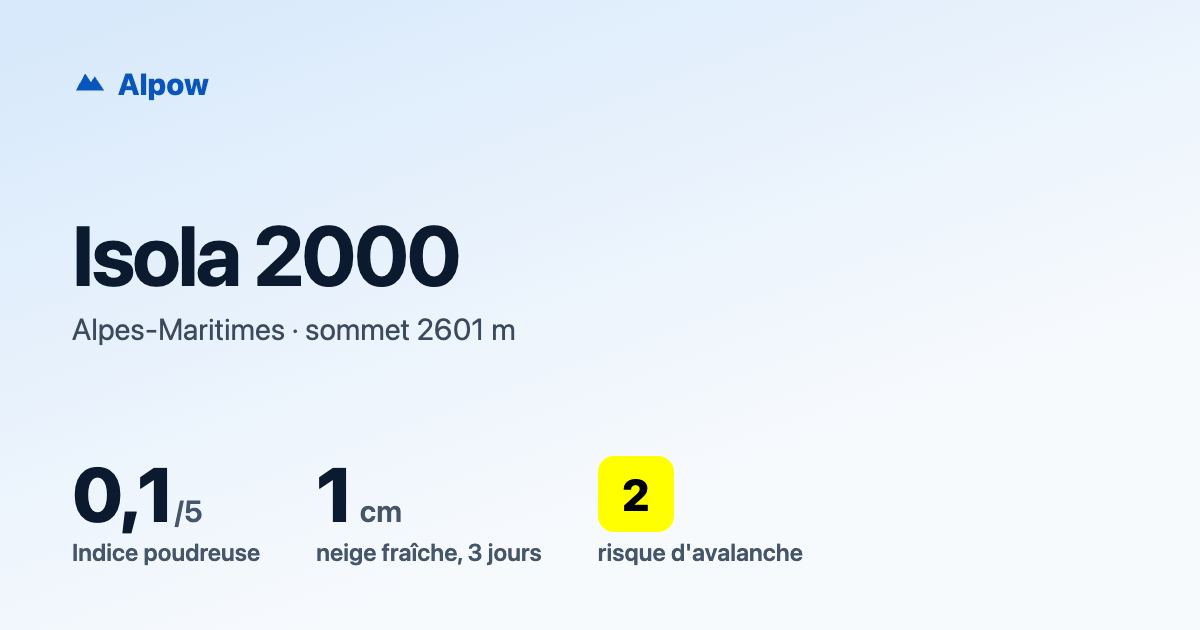 Alpow
Isola 2000
Alpes-Maritimes · sommet 2601 m
0,1/5
Indice poudreuse
1 cm
neige fraîche, 3 jours
2
risque d'avalanche